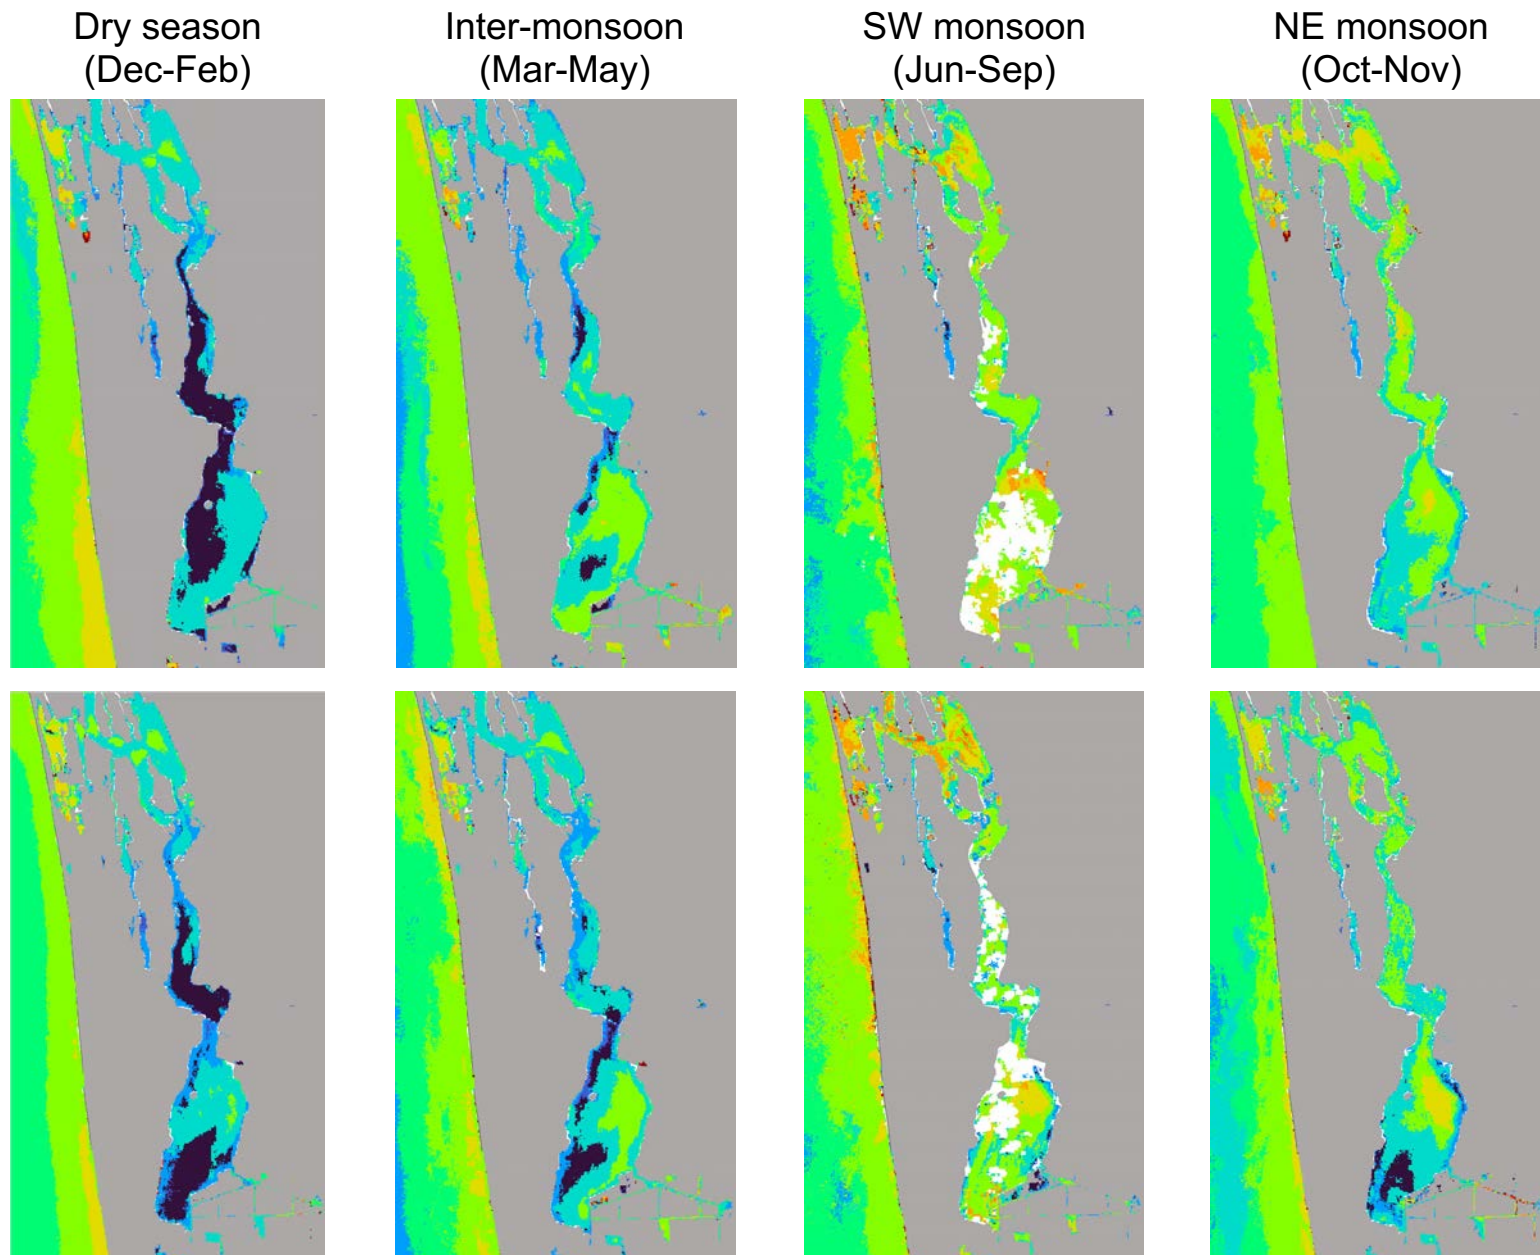 Dry season
(Dec-Feb)
Inter-monsoon
(Mar-May)
SW monsoon
(Jun-Sep)
NE monsoon
(Oct-Nov)